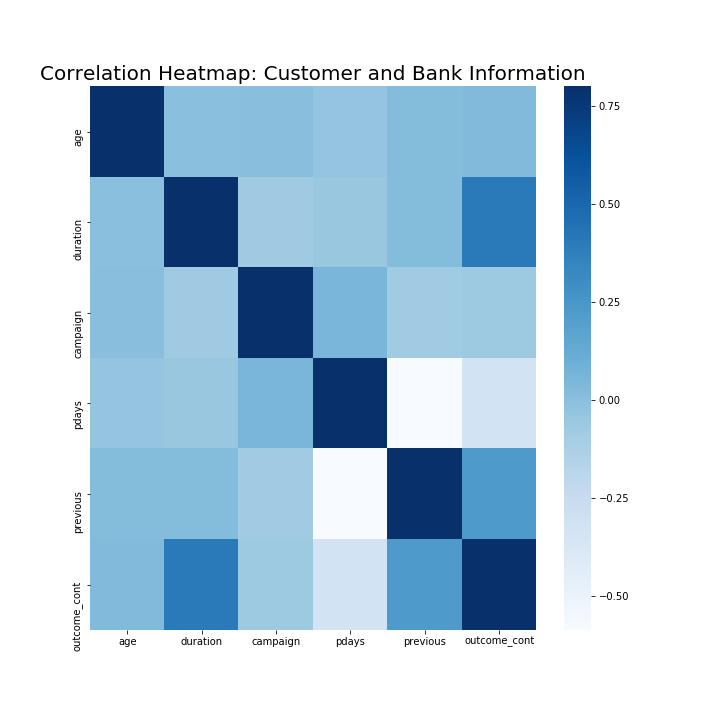 Correlation Heatmap: Customer and Bank Information
age
duration
campaign
pdays
previous
outcome_cont
age duration campaign pdays previous outcome_cont
0.75
0.50
0.25
0.00
−0.25
−0.50